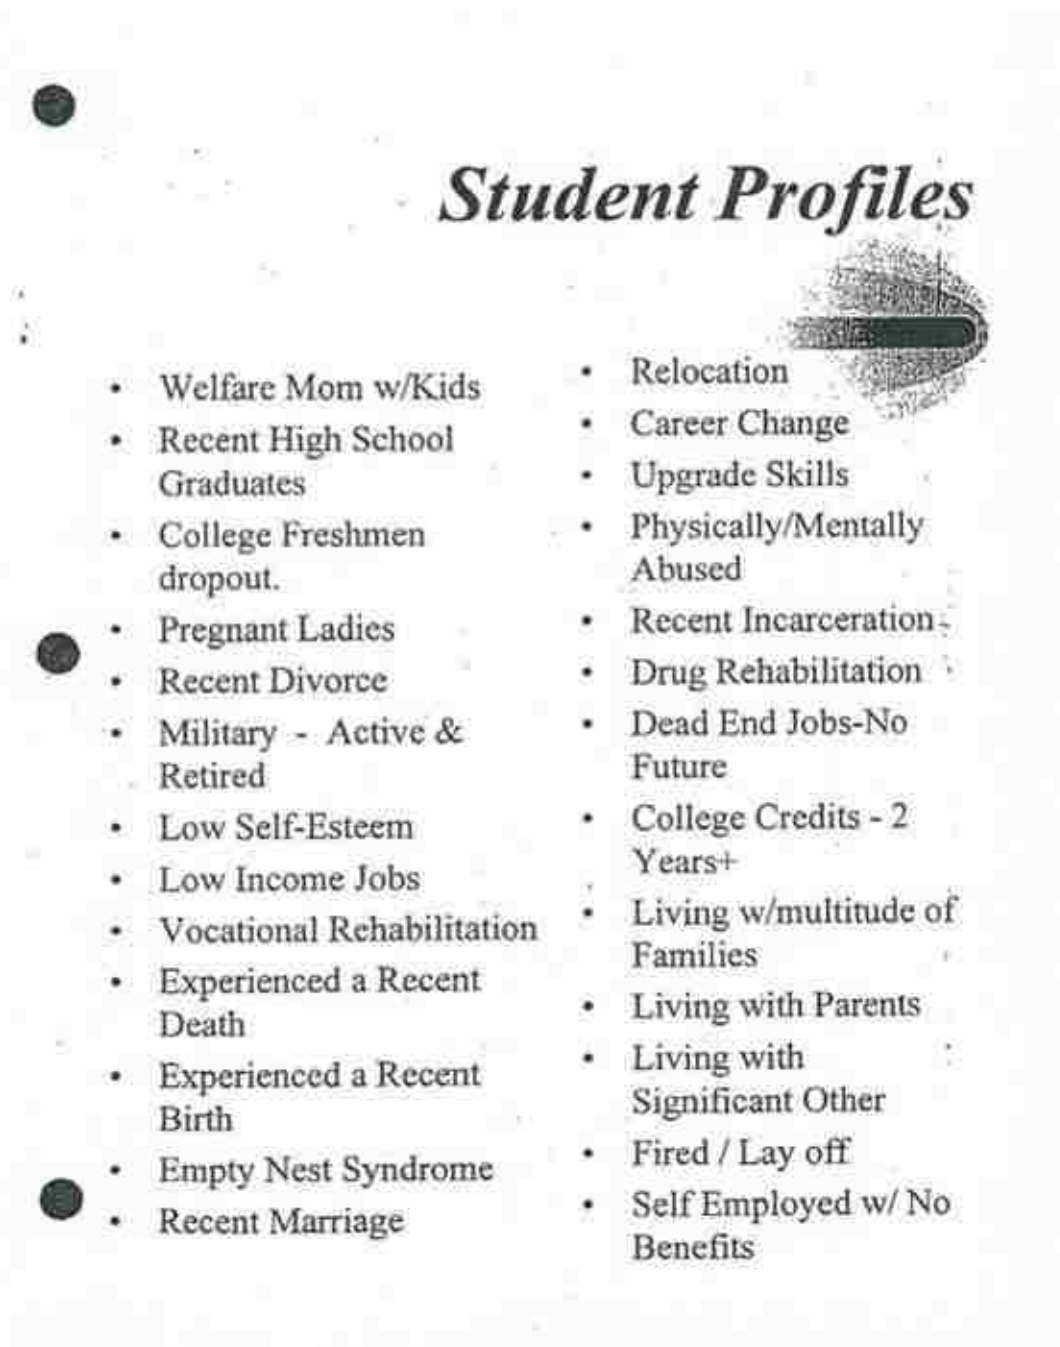 Student Profiles
• Welfare Mom w/Kids
• Recent High School
Graduates
• College Freshmen
dropout.
• Pregnant Ladies
• Recent Divorce
• Military - Active &
Retired
• Low Self-Esteem
• Low Income Jobs
• Vocational Rehabilitation
• Experienced a Recent
Death
• Experienced a Recent
Birth
• Empty Nest Syndrome
• Recent Marriage
• Relocation
• Career Change
• Upgrade Skills
• Physically/Mentally
Abused
• Recent Incarceration
• Drug Rehabilitation
• Dead End Jobs-No
Future
• College Credits - 2
Years+
• Living w/multitude of
Families
• Living with Parents
• Living with
Significant Other
• Fired / Lay off
• Self Employed w/ No
Benefits